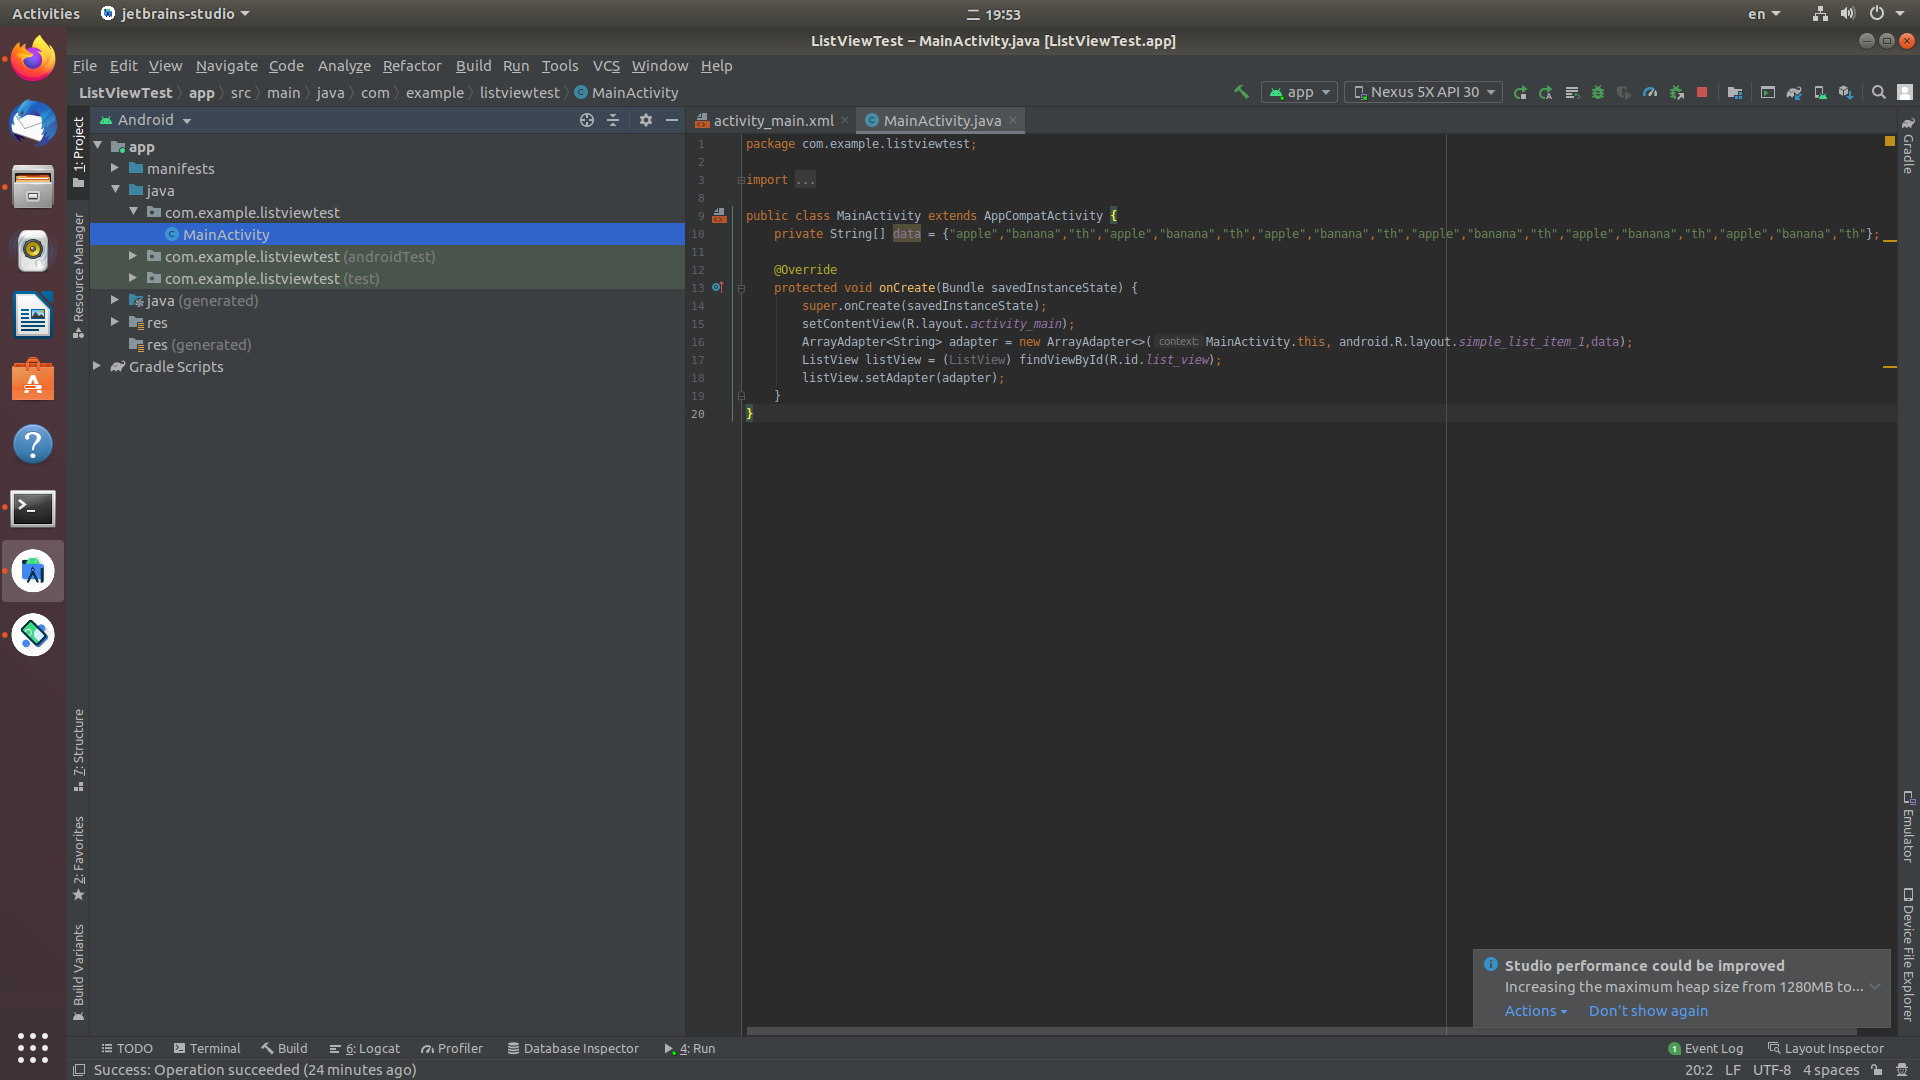 Activities
jetbrains-studio
二 19:53
en
ListViewTest – MainActivity.java [ListViewTest.app]
File Edit View Navigate Code Analyze Refactor Build Run Tools VCS Window Help
ListViewTest app src main java com example listviewtest MainActivity
app
Nexus 5X API 30
1: Project
Resource Manager
7: Structure
2: Favorites
Build Variants
Android
app
manifests
java
com.example.listviewtest
MainActivity
com.example.listviewtest (androidTest)
com.example.listviewtest (test)
java (generated)
res
res (generated)
Gradle Scripts
activity_main.xml
MainActivity.java
1 package com.example.listviewtest;
2
3 import ...
8
9 public class MainActivity extends AppCompatActivity {
10 private String[] data = {"apple","banana","th","apple","banana","th","apple","banana","th","apple","banana","th","apple","banana","th","apple","banana","th"};
11
12 @Override
13 protected void onCreate(Bundle savedInstanceState) {
14 super.onCreate(savedInstanceState);
15 setContentView(R.layout.activity_main);
16 ArrayAdapter<String> adapter = new ArrayAdapter<>( context: MainActivity.this, android.R.layout.simple_list_item_1,data);
17 ListView listView = (ListView) findViewById(R.id.list_view);
18 listView.setAdapter(adapter);
19 }
20 }
Gradle
Emulator
Device File Explorer
Studio performance could be improved
Increasing the maximum heap size from 1280MB to...
Actions
Don't show again
TODO
Terminal
Build
6: Logcat
Profiler
Database Inspector
4: Run
1 Event Log
Layout Inspector
Success: Operation succeeded (24 minutes ago)
20:2 LF UTF-8 4 spaces